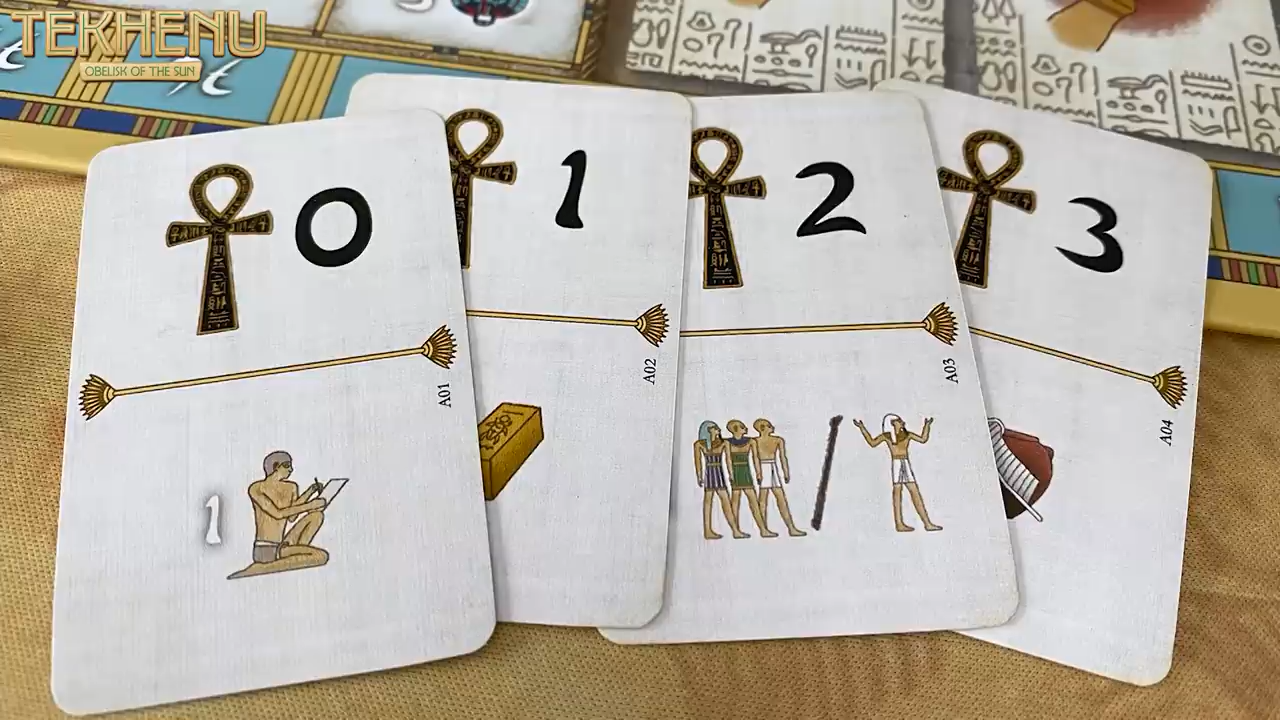 TEKHENU
OBELISK OF THE SUN
0
1
2
3
A01
A02
A03
A04
1